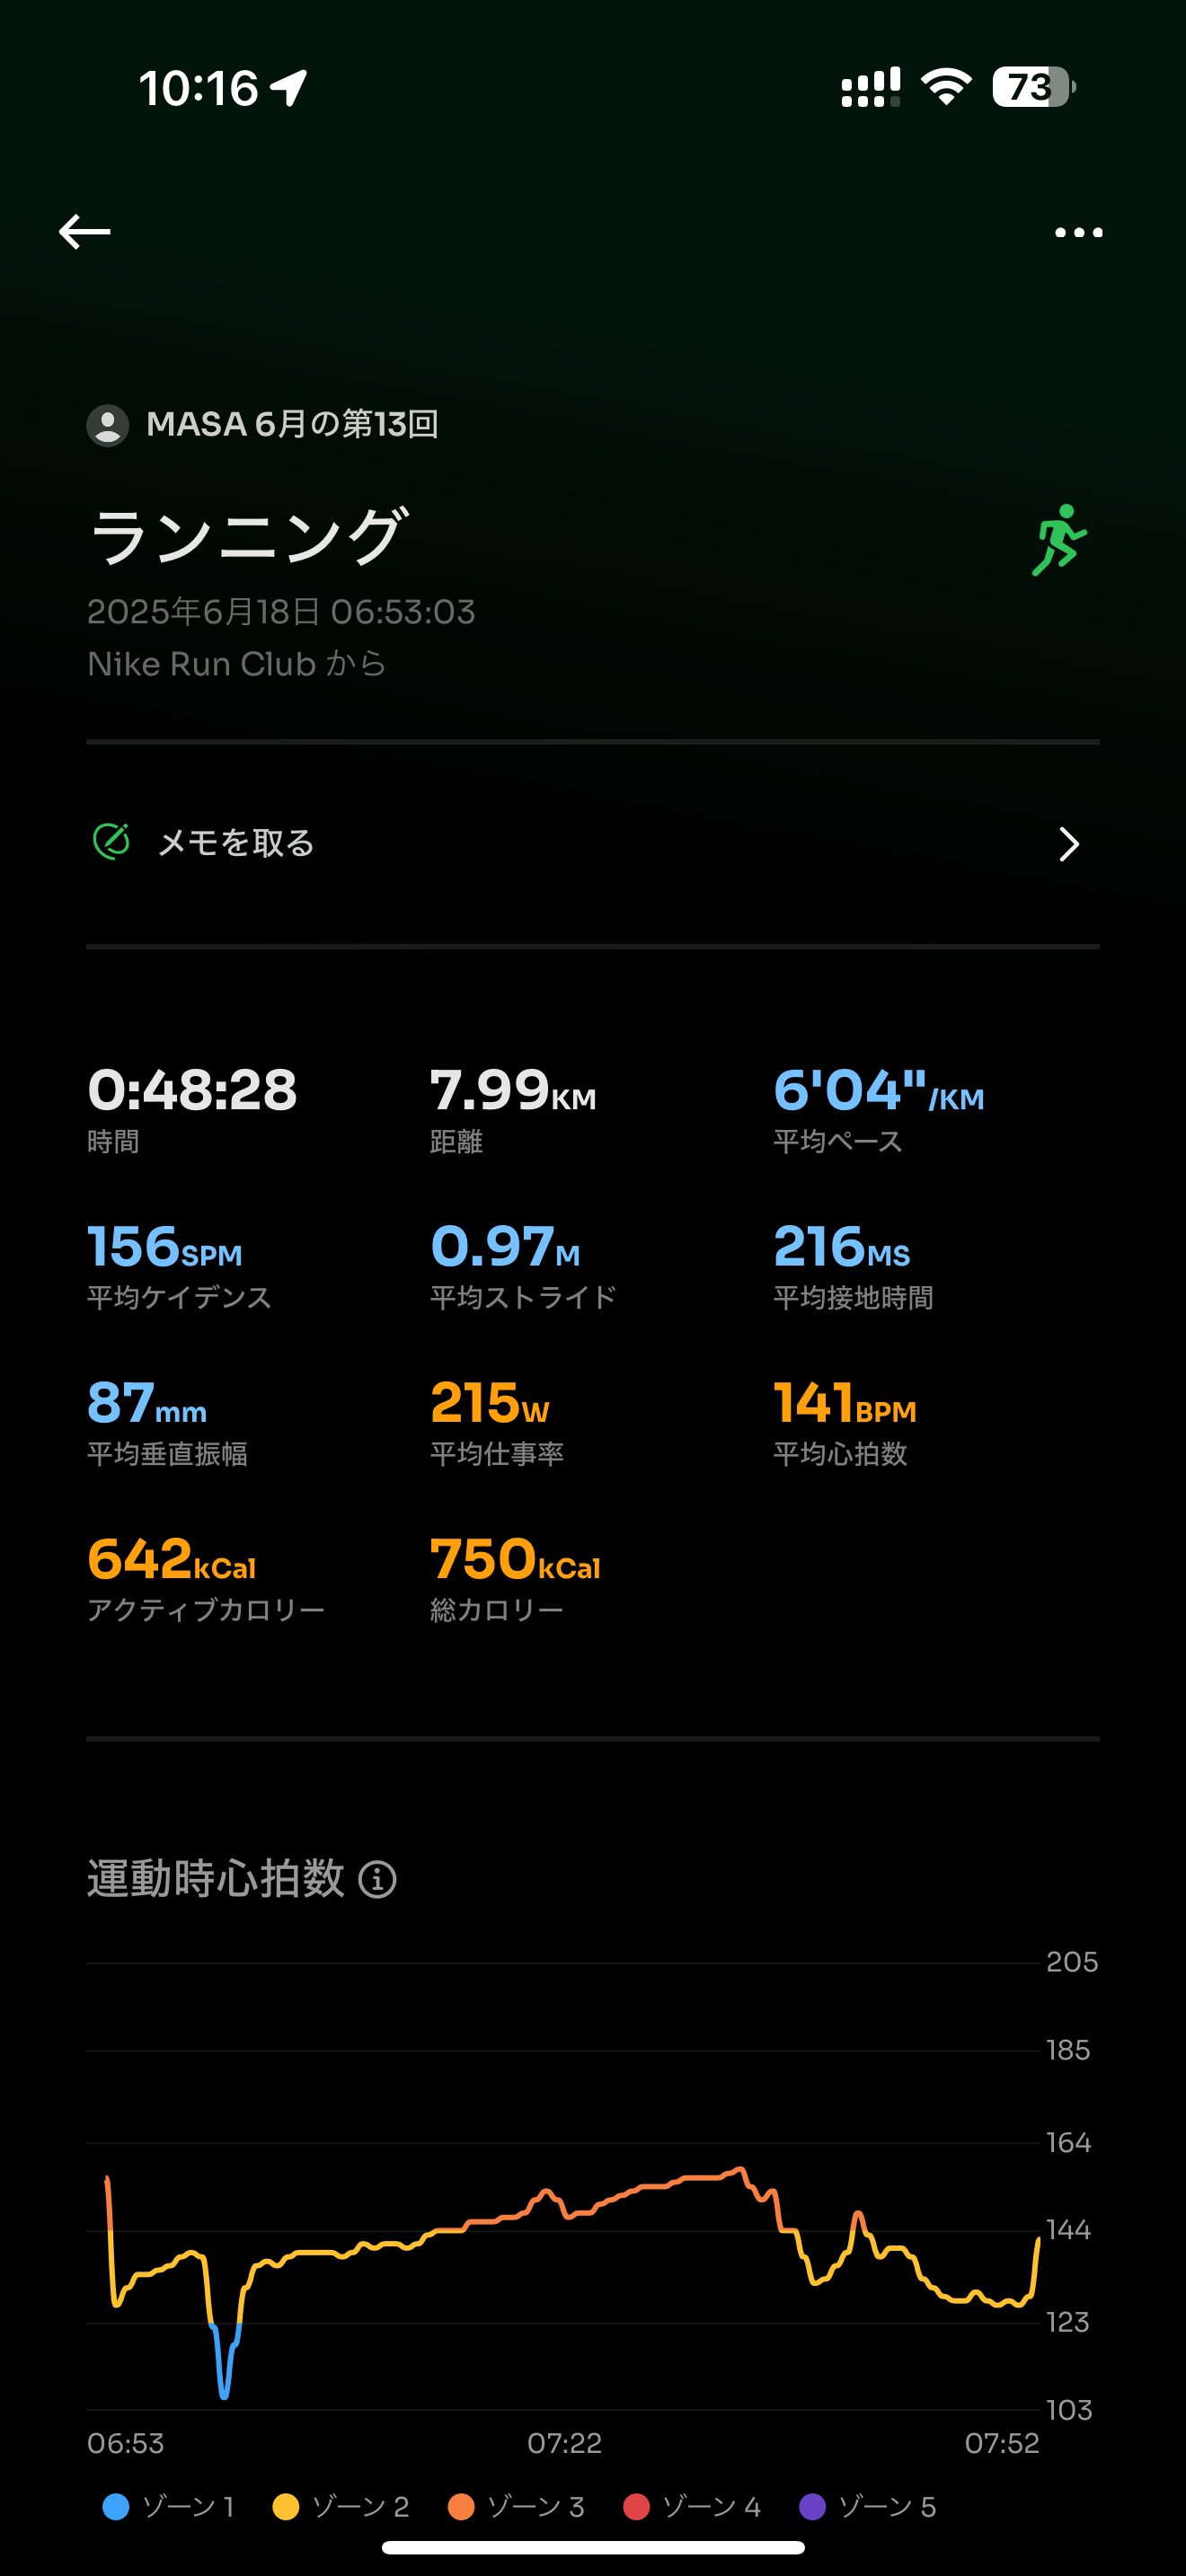 10:16
73
MASA 6月の第13回
ランニング
2025年6月18日 06:53:03
Nike Run Club から
メモを取る
0:48:28 7.99KM 6'04"/KM
時間 距離 平均ペース
156SPM 0.97M 216MS
平均ケイデンス 平均ストライド 平均接地時間
87mm 215W 141BPM
平均垂直振幅 平均仕事率 平均心拍数
642kCal 750kCal
アクティブカロリー 総カロリー
運動時心拍数
205
185
164
144
123
103
06:53 07:22 07:52
ゾーン 1 ゾーン 2 ゾーン 3 ゾーン 4 ゾーン 5